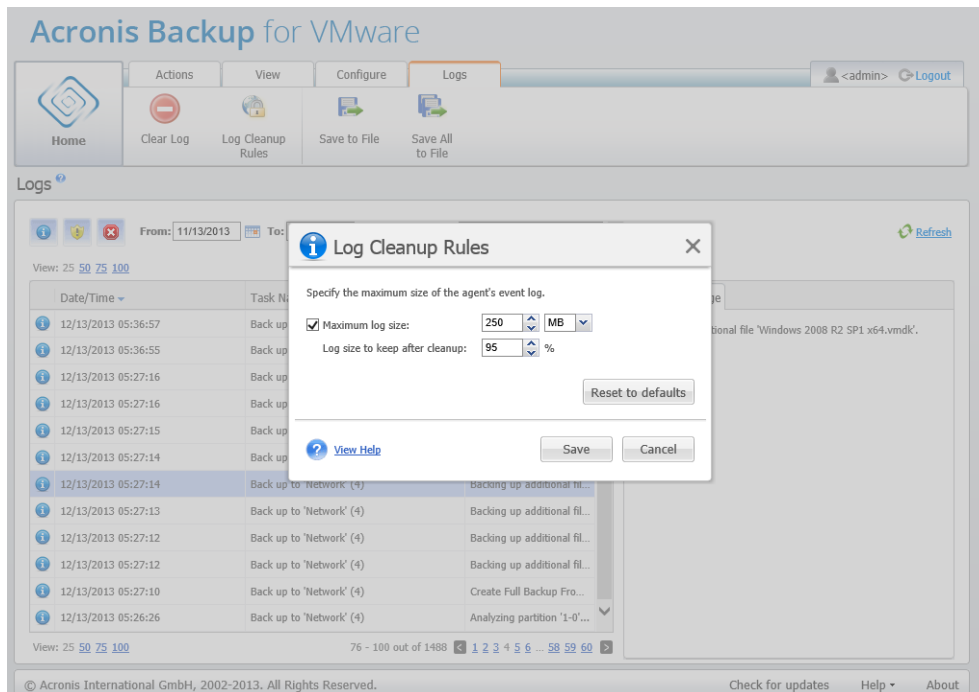 Acronis Backup for VMware
Actions View Configure Logs
<admin> Logout
Home
Clear Log
Log Cleanup Rules
Save to File
Save All to File
Logs
From: 11/13/2013 To:
Refresh
View: 25 50 75 100
Date/Time Task Na
12/13/2013 05:36:57 Back up
12/13/2013 05:36:55 Back up
12/13/2013 05:27:16 Back up
12/13/2013 05:27:16 Back up
12/13/2013 05:27:15 Back up
12/13/2013 05:27:14 Back up
12/13/2013 05:27:14 Back up to 'Network' (4) Backing up additional fil...
12/13/2013 05:27:13 Back up to 'Network' (4) Backing up additional fil...
12/13/2013 05:27:12 Back up to 'Network' (4) Backing up additional fil...
12/13/2013 05:27:12 Back up to 'Network' (4) Backing up additional fil...
12/13/2013 05:27:10 Back up to 'Network' (4) Create Full Backup Fro...
12/13/2013 05:26:26 Back up to 'Network' (4) Analyzing partition '1-0'...
tional file 'Windows 2008 R2 SP1 x64.vmdk'.
Log Cleanup Rules
Specify the maximum size of the agent's event log.
Maximum log size: 250 MB
Log size to keep after cleanup: 95 %
Reset to defaults
View Help
Save
Cancel
View: 25 50 75 100
76 - 100 out of 1488 1 2 3 4 5 6 ... 58 59 60
© Acronis International GmbH, 2002-2013. All Rights Reserved.
Check for updates Help About